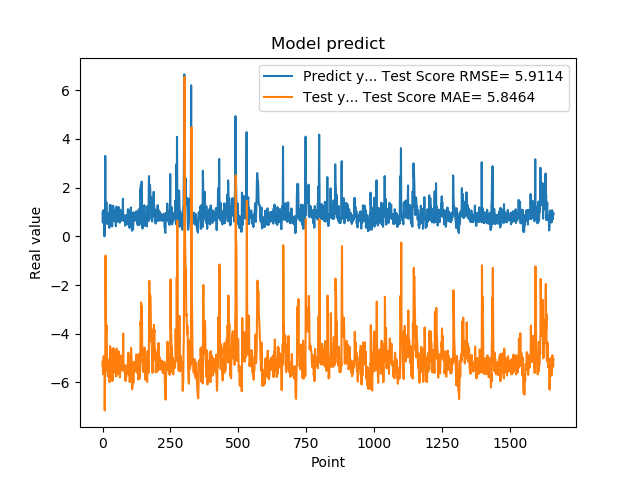 Model predict
Predict y... Test Score RMSE= 5.9114
Test y... Test Score MAE= 5.8464
Real value
6
4
2
0
−2
−4
−6
0 250 500 750 1000 1250 1500
Point